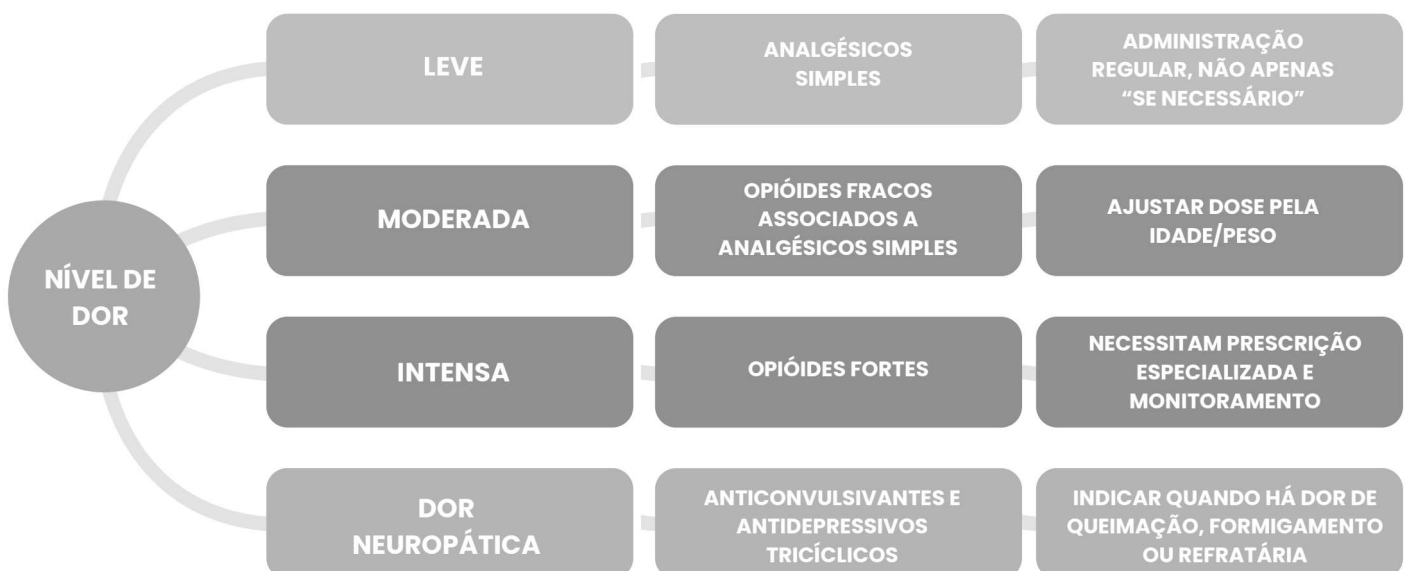 NÍVEL DE
DOR
LEVE
ANALGÉSICOS
SIMPLES
ADMINISTRAÇÃO
REGULAR, NÃO APENAS
“SE NECESSÁRIO”
MODERADA
OPIÓIDES FRACOS
ASSOCIADOS A
ANALGÉSICOS SIMPLES
AJUSTAR DOSE PELA
IDADE/PESO
INTENSA
OPIÓIDES FORTES
NECESSITAM PRESCRIÇÃO
ESPECIALIZADA E
MONITORAMENTO
DOR
NEUROPÁTICA
ANTICONVULSIVANTES E
ANTIDEPRESSIVOS
TRICÍCLICOS
INDICAR QUANDO HÁ DOR DE
QUEIMAÇÃO, FORMIGAMENTO
OU REFRATÁRIA